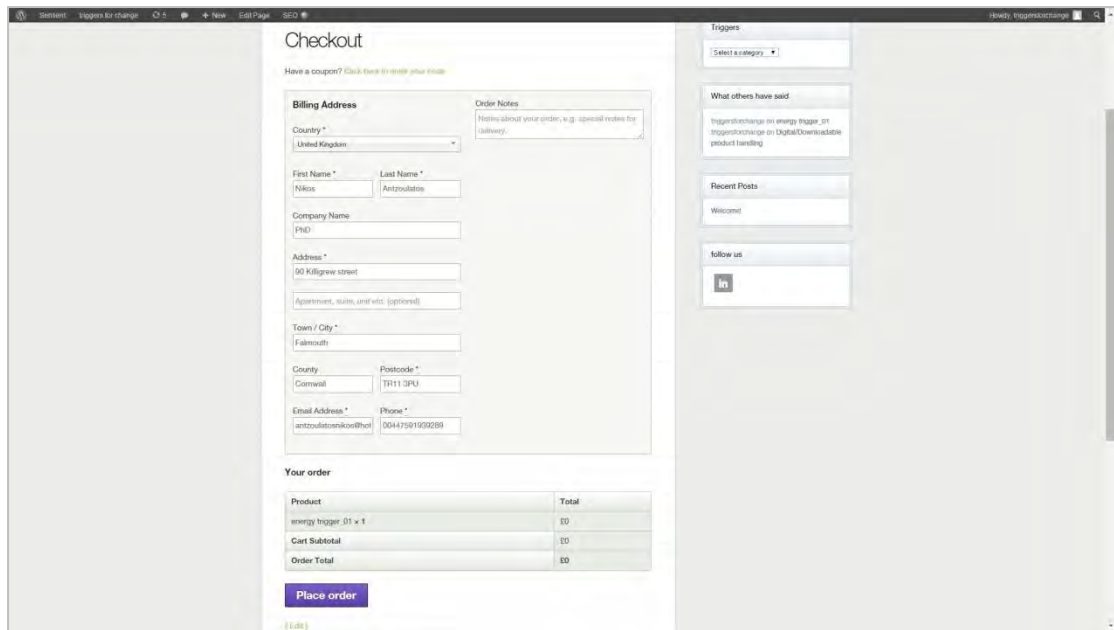 Sentient triggers for change 5 + New Edit Page SEO
Howdy, triggersforchange
Checkout
Have a coupon? Click here to enter your code
Billing Address
Country *
United Kingdom
First Name * Last Name *
Nikos Antzoulatos
Company Name
PhD
Address *
90 Killigrew street
Apartment, suite, unit etc. (optional)
Town / City *
Falmouth
County Postcode *
Cornwall TR11 3PU
Email Address * Phone *
antzoulatosnikos@hot 00447591939289
Order Notes
Notes about your order, e.g. special notes for
delivery.
Your order
Product Total
energy trigger_01 × 1 £0
Cart Subtotal £0
Order Total £0
Place order
[ Edit ]
Triggers
Select a category
What others have said
triggersforchange on energy trigger_01
triggersforchange on Digital/Downloadable
product handling
Recent Posts
Welcome!
follow us
in